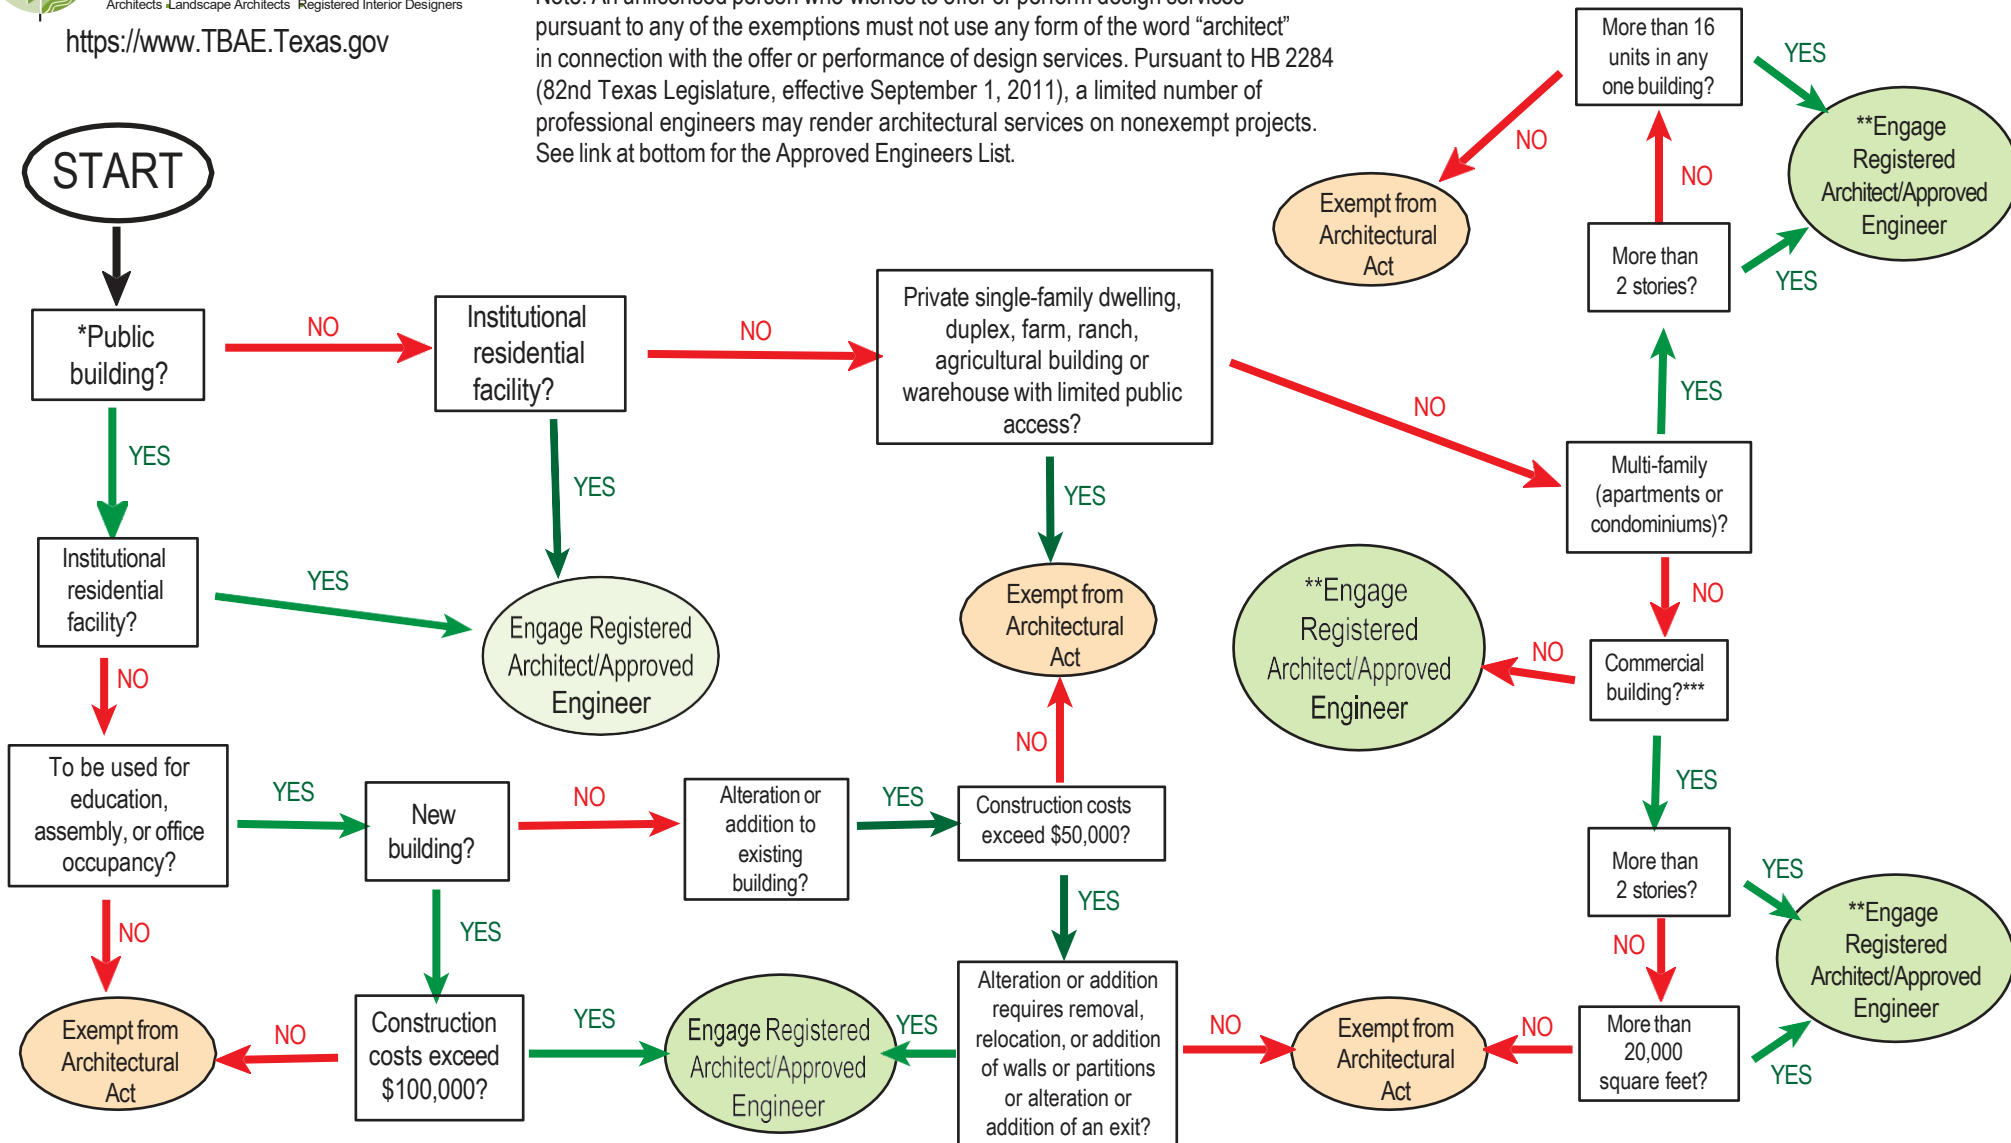 Architects Landscape Architects Registered Interior Designers
https://www.TBAE.Texas.gov
Note: An unlicensed person who wishes to offer or perform design services
pursuant to any of the exemptions must not use any form of the word “architect”
in connection with the offer or performance of design services. Pursuant to HB 2284
(82nd Texas Legislature, effective September 1, 2011), a limited number of
professional engineers may render architectural services on nonexempt projects.
See link at bottom for the Approved Engineers List.
START
*Public
building?
NO
Institutional
residential
facility?
NO
Private single-family dwelling,
duplex, farm, ranch,
agricultural building or
warehouse with limited public
access?
NO
YES
YES
YES
Institutional
residential
facility?
YES
Engage Registered
Architect/Approved
Engineer
Exempt from
Architectural
Act
NO
NO
To be used for
education,
assembly, or office
occupancy?
YES
New
building?
NO
Alteration or
addition to
existing
building?
YES
Construction costs
exceed $50,000?
NO
YES
YES
Exempt from
Architectural
Act
NO
Construction
costs exceed
$100,000?
YES
Engage Registered
Architect/Approved
Engineer
YES
Alteration or addition
requires removal,
relocation, or addition
of walls or partitions
or alteration or
addition of an exit?
NO
Exempt from
Architectural
Act
NO
More than 16
units in any
one building?
YES
NO
Exempt from
Architectural
Act
NO
**Engage
Registered
Architect/Approved
Engineer
More than
2 stories?
YES
YES
Multi-family
(apartments or
condominiums)?
NO
Commercial
building?***
NO
**Engage
Registered
Architect/Approved
Engineer
YES
More than
2 stories?
YES
NO
**Engage
Registered
Architect/Approved
Engineer
More than
20,000
square feet?
YES